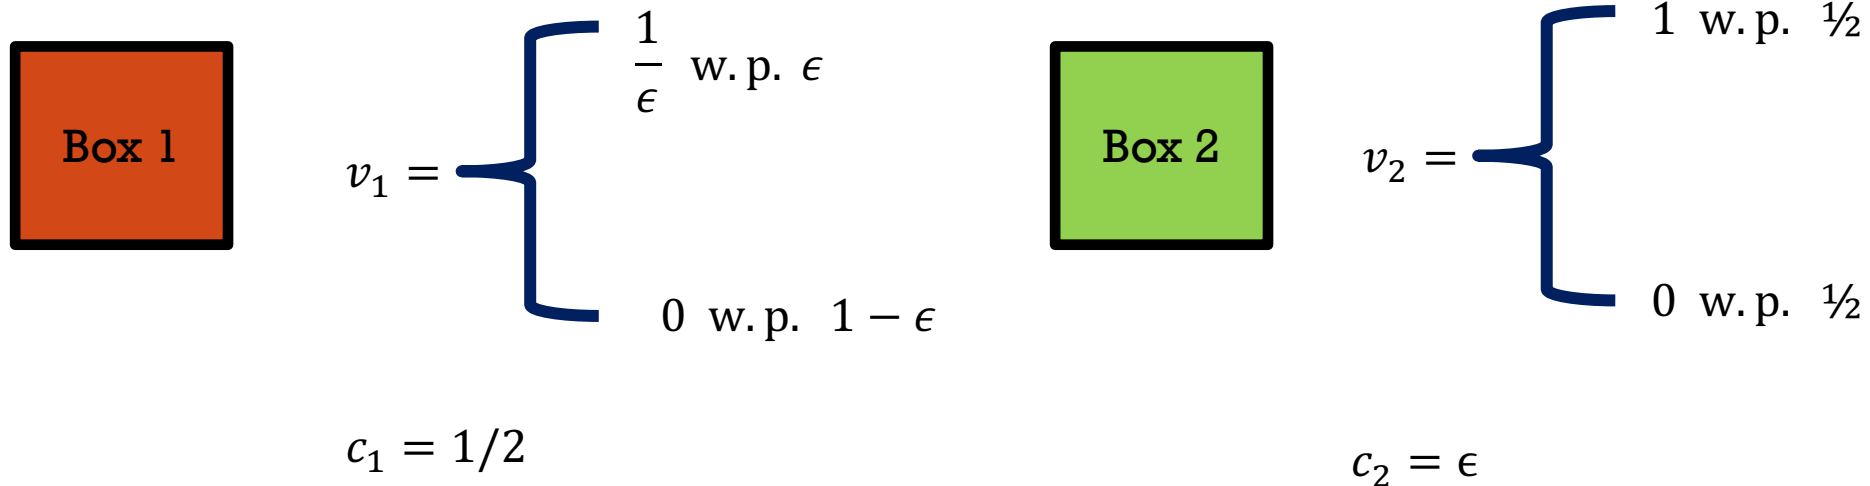 Box 1
v₁ =
1/ϵ w.p. ϵ
0 w.p. 1 − ϵ
c₁ = 1/2
Box 2
v₂ =
1 w.p. ½
0 w.p. ½
c₂ = ϵ